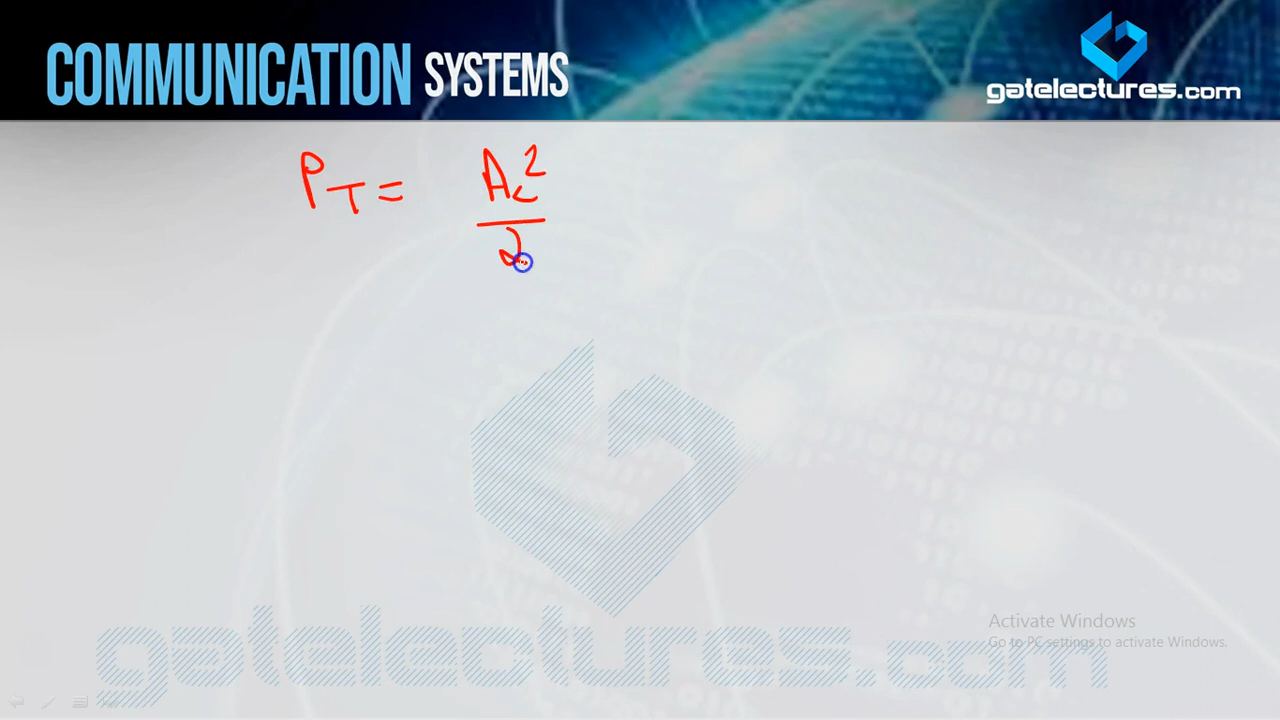 COMMUNICATION SYSTEMS
gatelectures.com
P_T = A_c^2 / 2
gatelectures.com
Activate Windows
Go to PC settings to activate Windows.